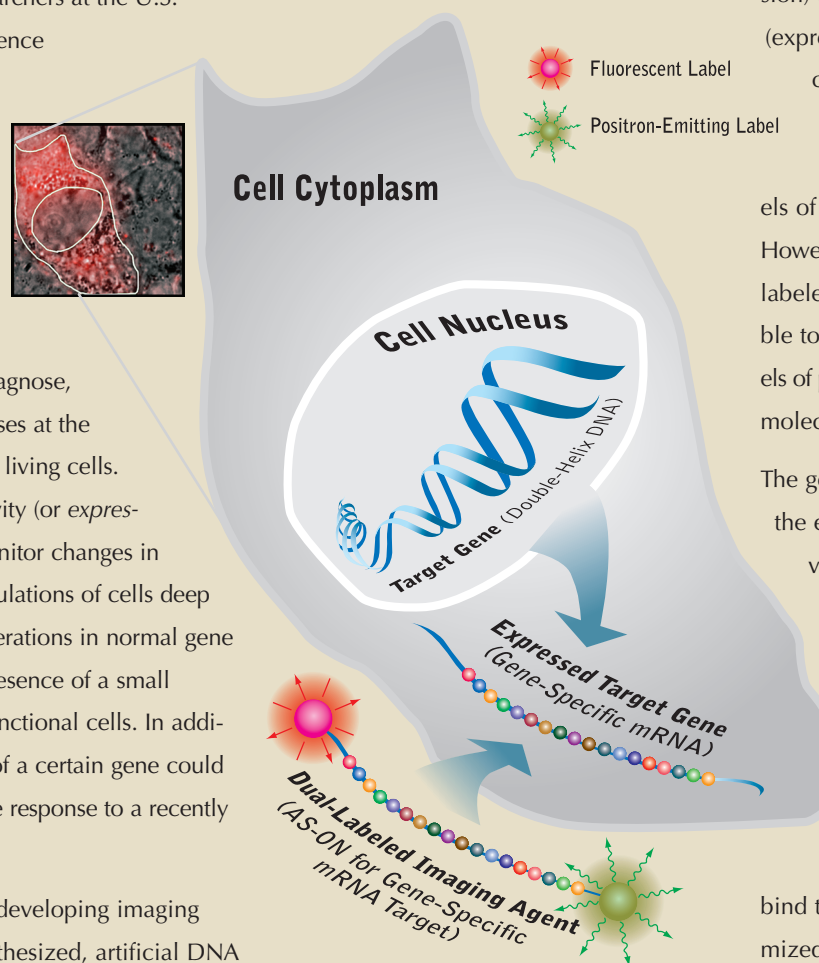 archers at the U.S.
ence
agnose,
ses at the
living cells.
vity (or expres-
nitor changes in
ulations of cells deep
erations in normal gene
esence of a small
nctional cells. In addi-
of a certain gene could
e response to a recently
developing imaging
thesized, artificial DNA
Fluorescent Label
Positron-Emitting Label
Cell Cytoplasm
Cell Nucleus
Target Gene (Double-Helix DNA)
Expressed Target Gene
(Gene-Specific mRNA)
Dual-Labeled Imaging Agent
(AS-ON for Gene-Specific
mRNA Target)
sion)
(expre
c
els of
Howe
labele
ble to
els of p
molec
The ge
the e
v
bind t
mized